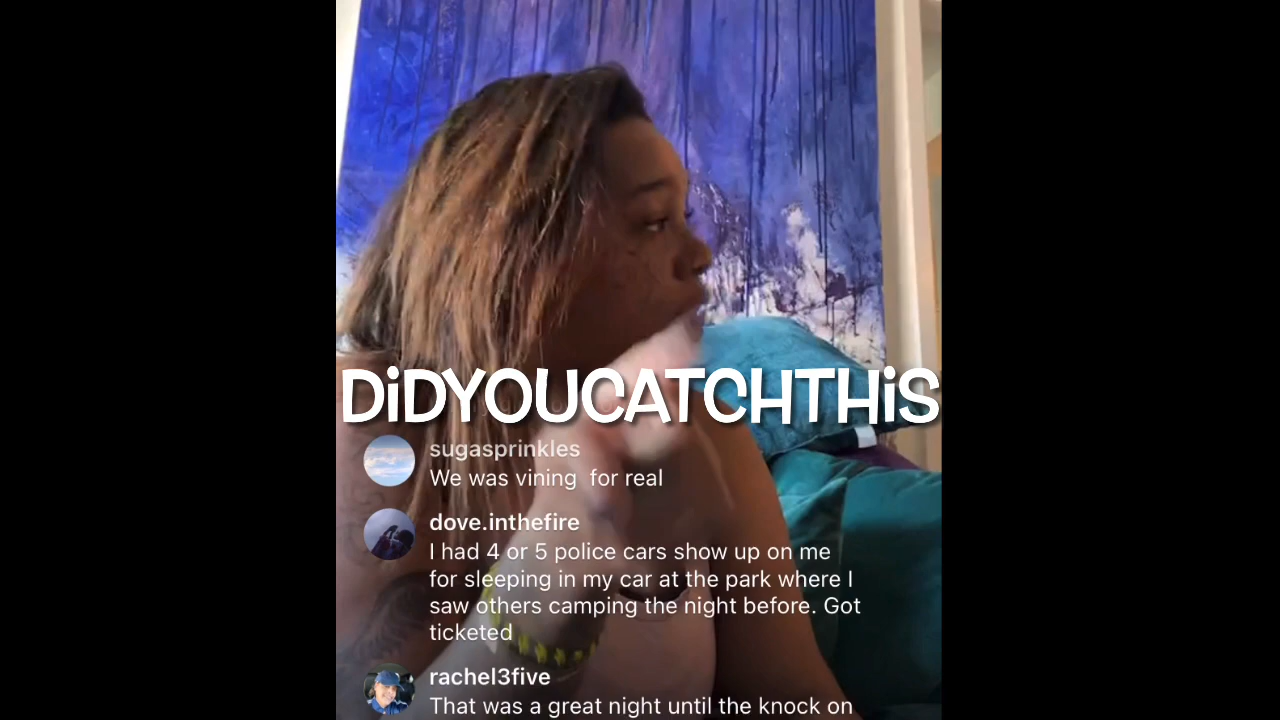 DiDYOUCATCHTHiS
sugasprinkles
We was vining  for real
dove.inthefire
I had 4 or 5 police cars show up on me
for sleeping in my car at the park where I
saw others camping the night before. Got
ticketed
rachel3five
That was a great night until the knock on